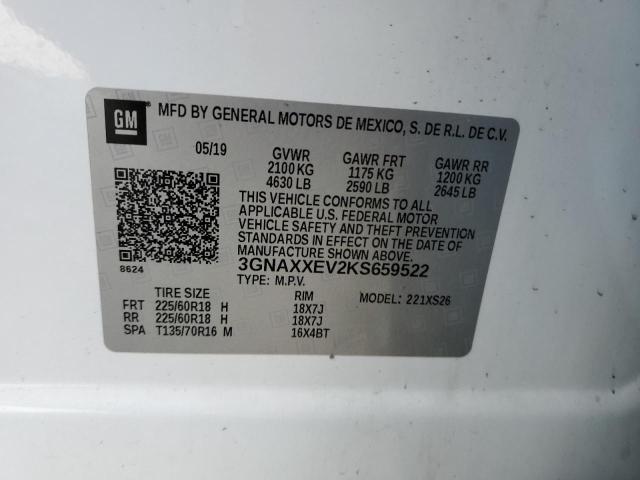 GM
MFD BY GENERAL MOTORS DE MEXICO, S. DE R.L. DE C.V.
05/19 GVWR GAWR FRT GAWR RR
2100 KG 1175 KG 1200 KG
4630 LB 2590 LB 2645 LB
THIS VEHICLE CONFORMS TO ALL
APPLICABLE U.S. FEDERAL MOTOR
VEHICLE SAFETY AND THEFT PREVENTION
STANDARDS IN EFFECT ON THE DATE OF
MANUFACTURE SHOWN ABOVE.
8624 3GNAXXEV2KS659522
TYPE: M.P.V.
TIRE SIZE RIM MODEL: 221XS26
FRT 225/60R18 H 18X7J
RR 225/60R18 H 18X7J
SPA T135/70R16 M 16X4BT